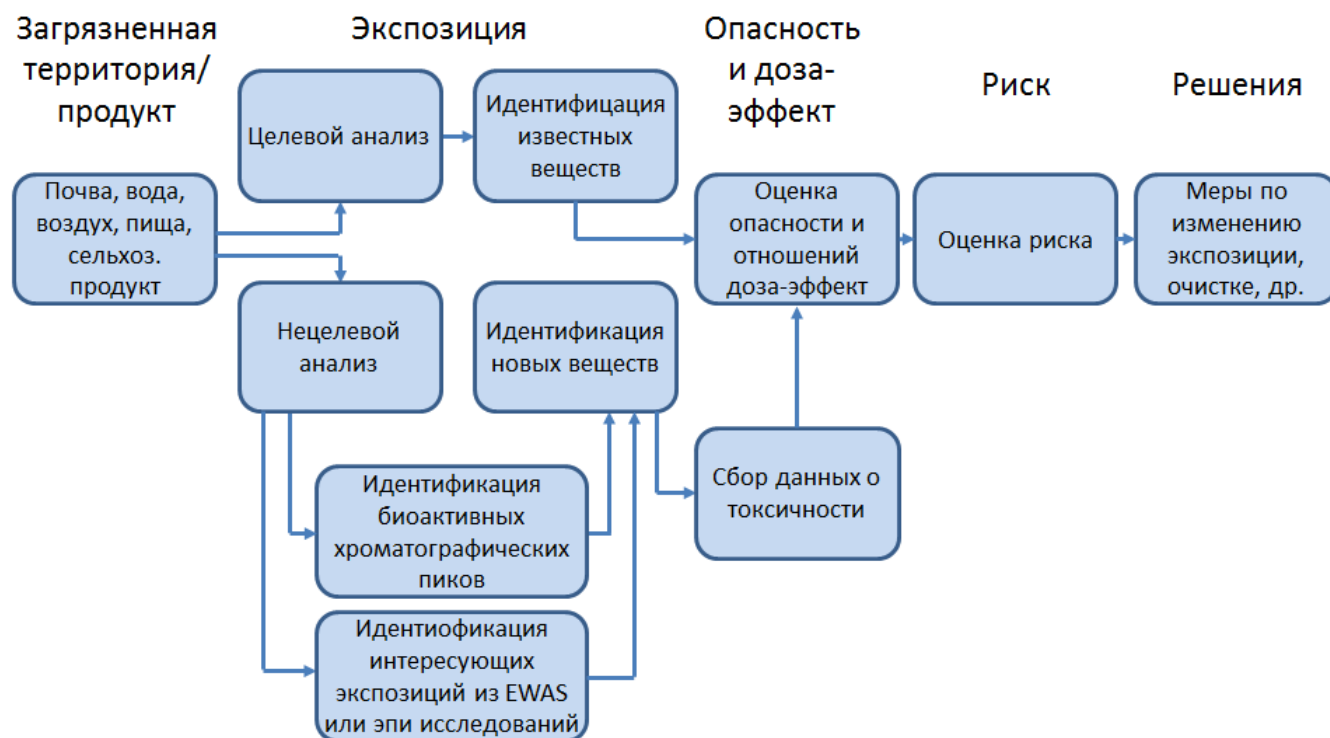 Загрязненная
территория/
продукт
Экспозиция
Опасность
и доза-
эффект
Риск
Решения
Целевой анализ
Идентифицация
известных
веществ
Почва, вода,
воздух, пища,
сельхоз.
продукт
Оценка
опасности и
отношений
доза-эффект
Оценка риска
Меры по
изменению
экспозиции,
очистке, др.
Нецелевой
анализ
Идентификация
новых веществ
Сбор данных о
токсичности
Идентификация
биоактивных
хроматографических
пиков
Идентиофикация
интересующих
экспозиций из EWAS
или эпи исследований